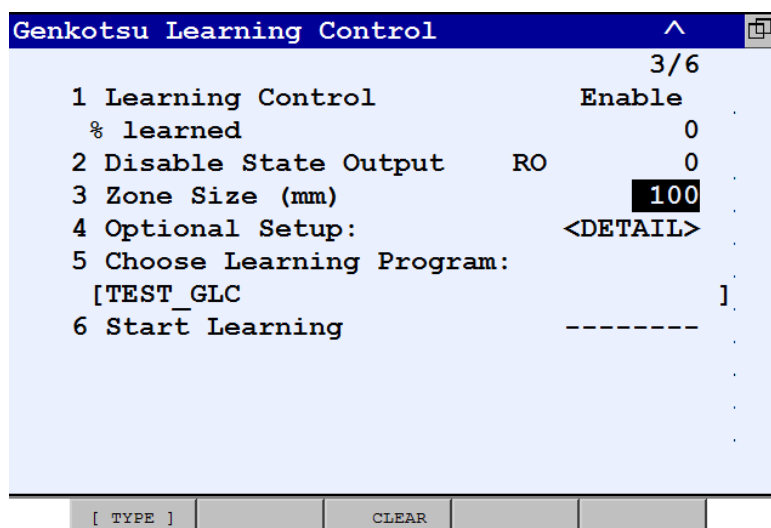 Genkotsu Learning Control ^
3/6
1 Learning Control Enable
% learned 0
2 Disable State Output RO 0
3 Zone Size (mm) 100
4 Optional Setup: <DETAIL>
5 Choose Learning Program:
[TEST_GLC ]
6 Start Learning --------
[ TYPE ] CLEAR